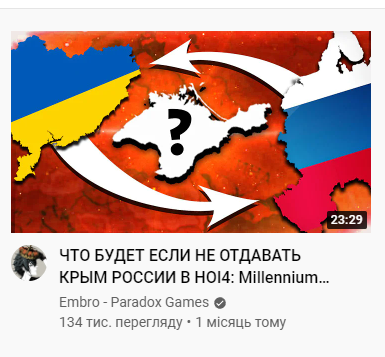 ?
23:29
ЧТО БУДЕТ ЕСЛИ НЕ ОТДАВАТЬ
КРЫМ РОССИИ В HOI4: Millennium...
Embro - Paradox Games
134 тис. перегляду • 1 місяць тому